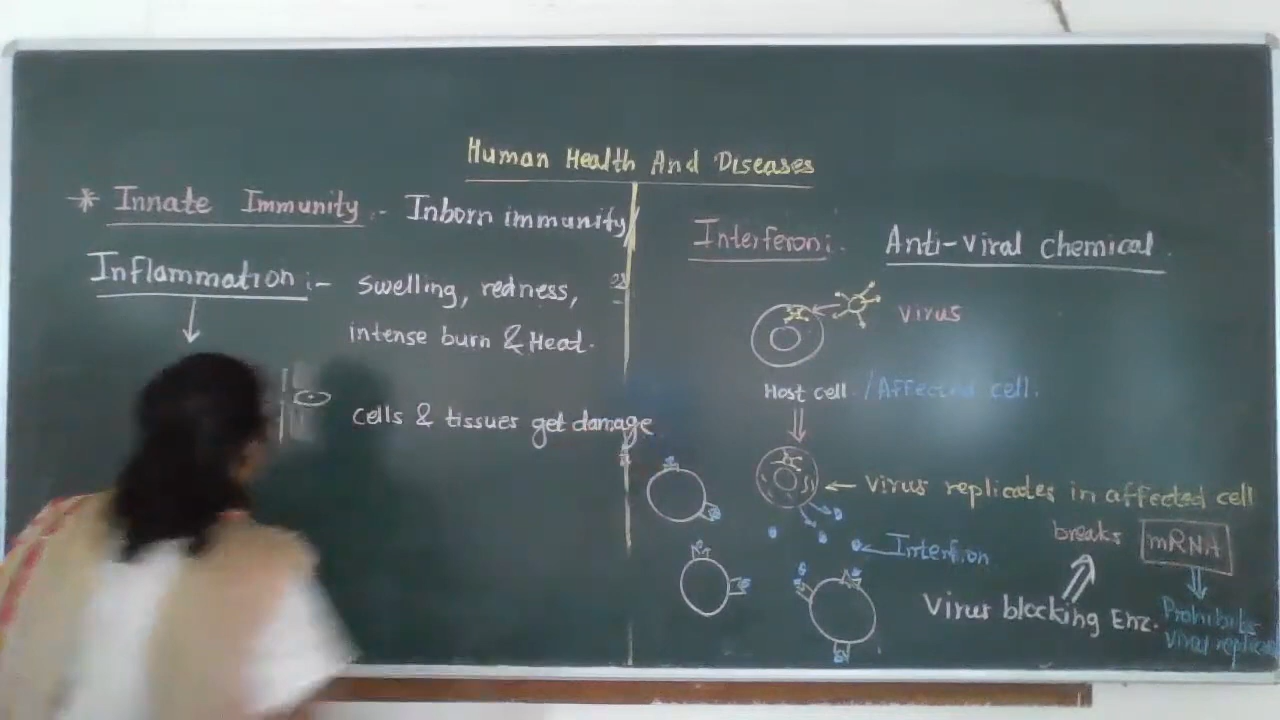 Human Health And Diseases
* Innate Immunity :- Inborn immunity
Inflammation :- swelling, redness,
intense burn & Heat.
cells & tissues get damage
Interferon :- Anti-Viral Chemical.
Virus
Host cell /Affected cell.
Virus replicates in affected cell
Interfron
breaks mRNA
Virus blocking Enz.
Prohibits
viral